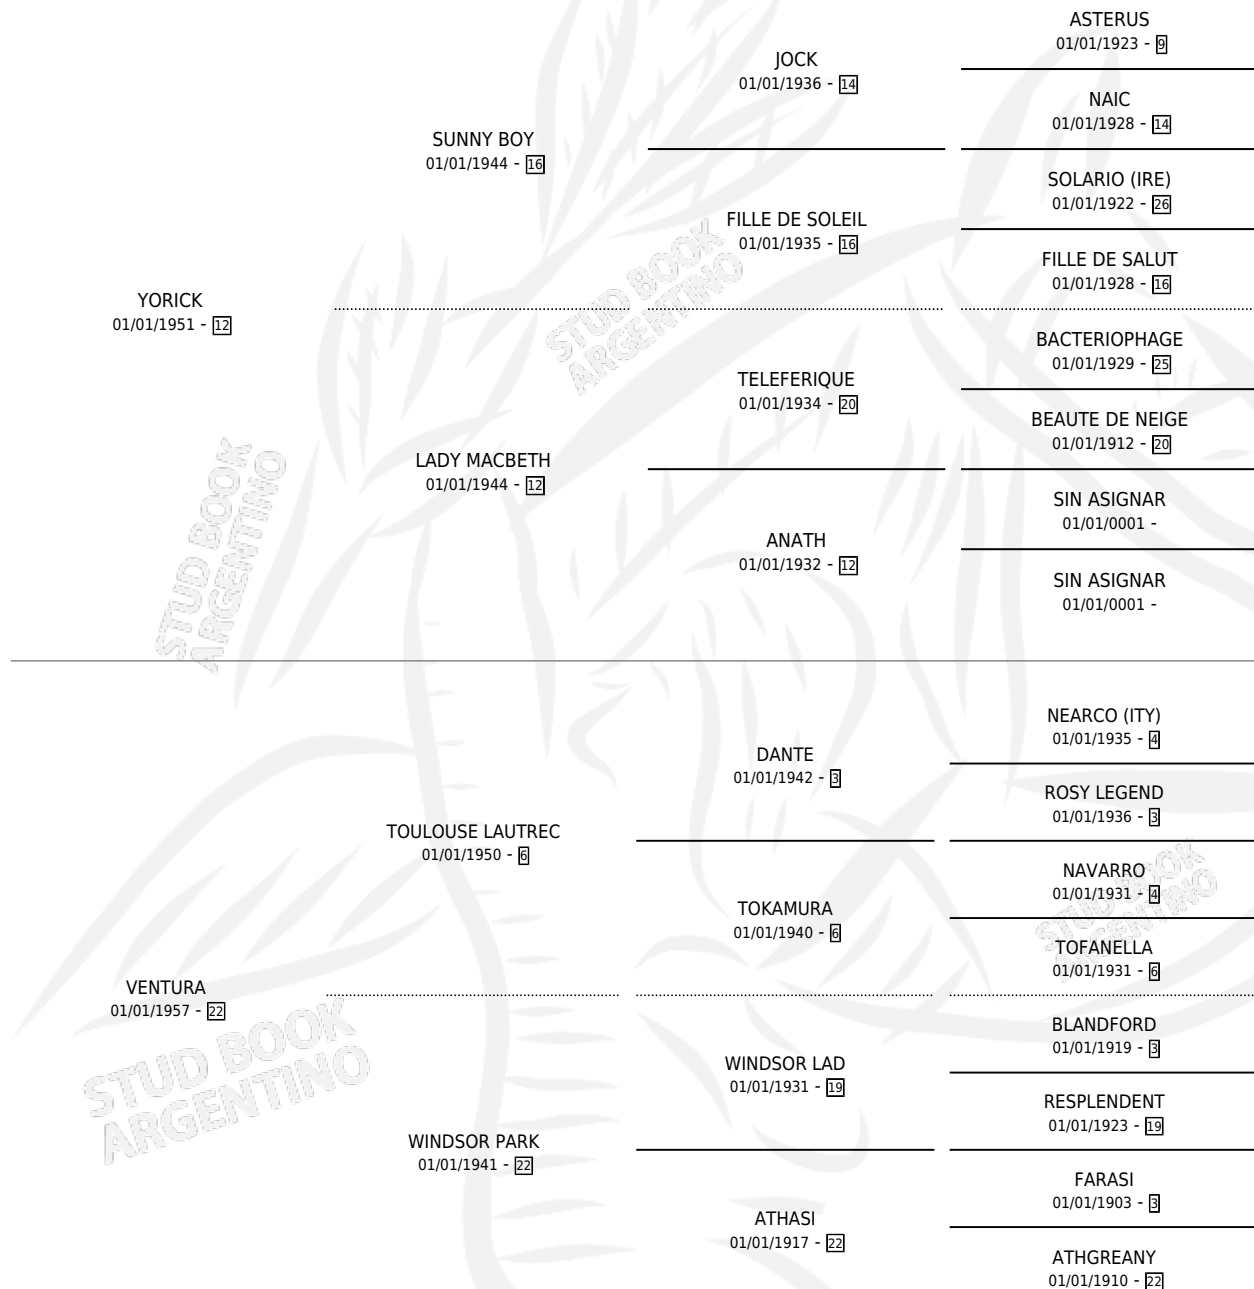 ASTERUS
01/01/1923 - 9
JOCK
01/01/1936 - 14
NAIC
01/01/1928 - 14
SUNNY BOY
01/01/1944 - 16
SOLARIO (IRE)
01/01/1922 - 26
FILLE DE SOLEIL
01/01/1935 - 16
FILLE DE SALUT
01/01/1928 - 16
YORICK
01/01/1951 - 12
BACTERIOPHAGE
01/01/1929 - 25
TELEFERIQUE
01/01/1934 - 20
BEAUTE DE NEIGE
01/01/1912 - 20
LADY MACBETH
01/01/1944 - 12
SIN ASIGNAR
01/01/0001 -
ANATH
01/01/1932 - 12
SIN ASIGNAR
01/01/0001 -
STUD BOOK
ARGENTINO
STUD BOOK
ARGENTINO
NEARCO (ITY)
01/01/1935 - 4
DANTE
01/01/1942 - 3
ROSY LEGEND
01/01/1936 - 3
TOULOUSE LAUTREC
01/01/1950 - 6
NAVARRO
01/01/1931 - 4
TOKAMURA
01/01/1940 - 6
TOFANELLA
01/01/1931 - 6
STUD BOOK
ARGENTINO
VENTURA
01/01/1957 - 22
BLANDFORD
01/01/1919 - 3
WINDSOR LAD
01/01/1931 - 19
RESPLENDENT
01/01/1923 - 19
WINDSOR PARK
01/01/1941 - 22
FARASI
01/01/1903 - 3
ATHASI
01/01/1917 - 22
ATHGREANY
01/01/1910 - 22
STUD BOOK
ARGENTINO